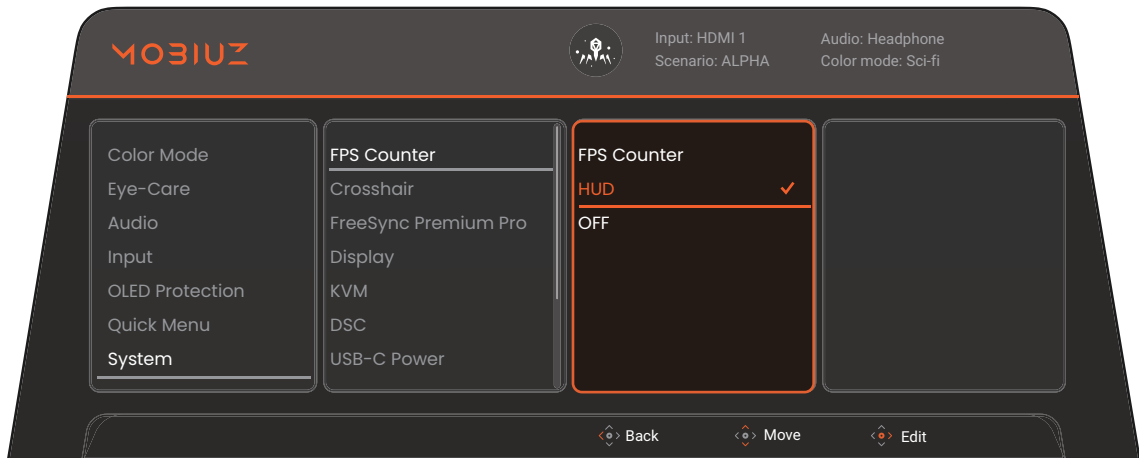 MOBIUZ
Input: HDMI 1
Scenario: ALPHA
Audio: Headphone
Color mode: Sci-fi
Color Mode
Eye-Care
Audio
Input
OLED Protection
Quick Menu
System
FPS Counter
Crosshair
FreeSync Premium Pro
Display
KVM
DSC
USB-C Power
FPS Counter
HUD
OFF
Back
Move
Edit